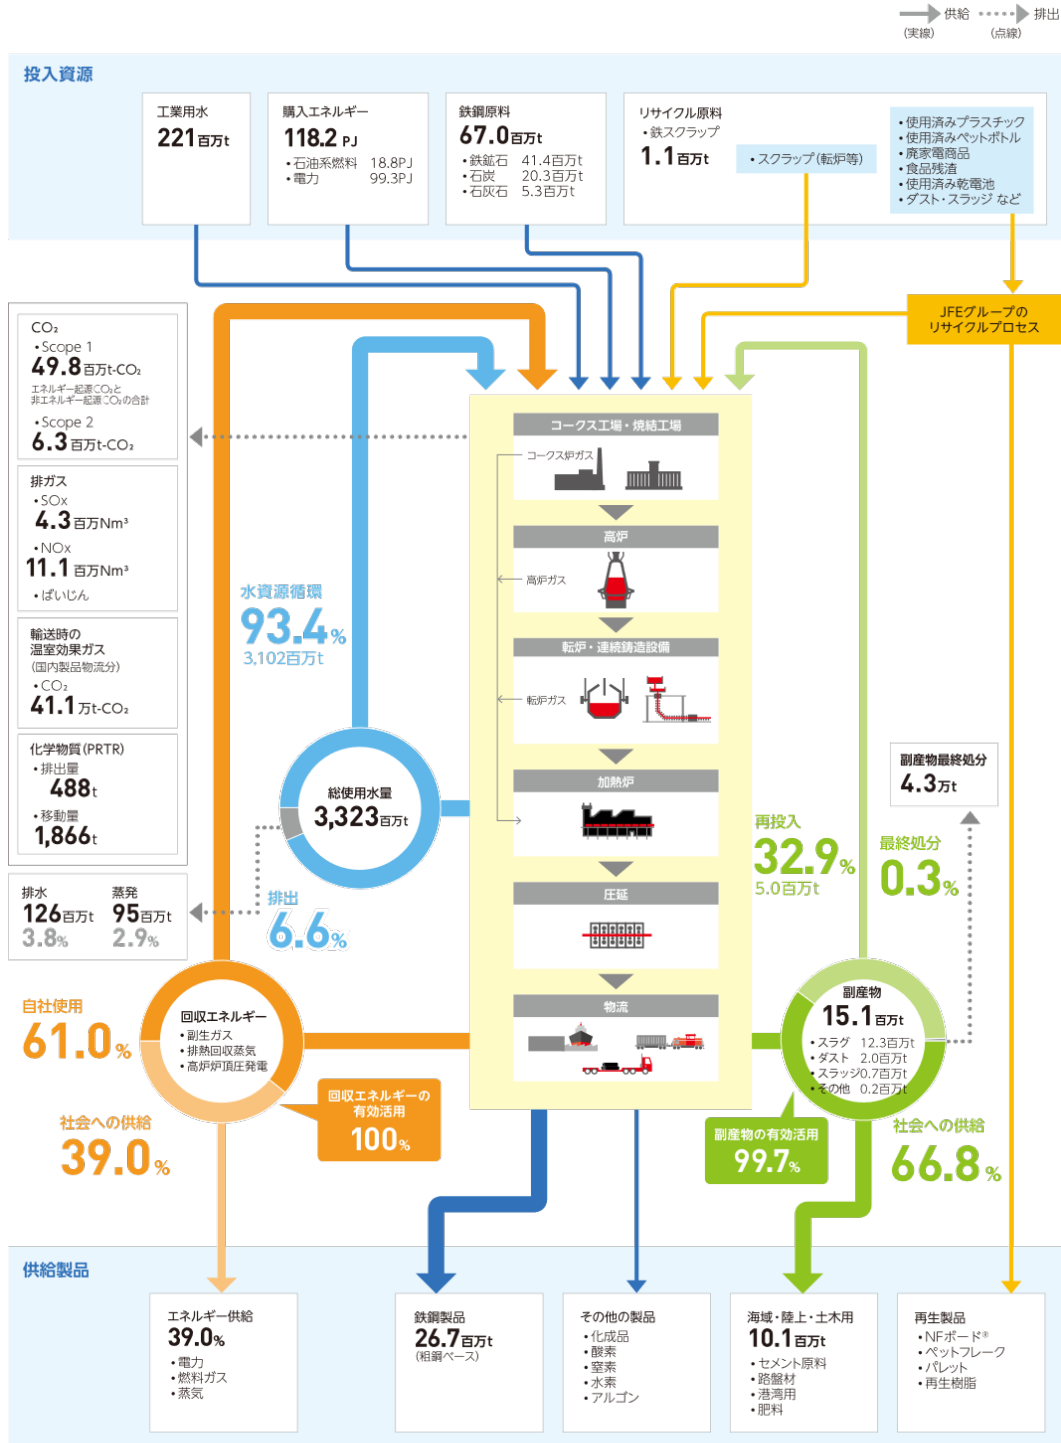 供給
排出
(実線)
(点線)
投入資源
工業用水
221百万t
購入エネルギー
118.2 PJ
•石油系燃料 18.8PJ
•電力 99.3PJ
鉄鋼原料
67.0百万t
•鉄鉱石 41.4百万t
•石炭 20.3百万t
•石灰石 5.3百万t
リサイクル原料
•鉄スクラップ
1.1百万t
•スクラップ(転炉等)
•使用済みプラスチック
•使用済みペットボトル
•廃家電商品
•食品残渣
•使用済み乾電池
•ダスト・スラッジ など
JFEグループの
リサイクルプロセス
CO₂
•Scope 1
49.8百万t-CO₂
エネルギー起源CO₂と
非エネルギー起源CO₂の合計
•Scope 2
6.3百万t-CO₂
排ガス
•SOx
4.3百万Nm³
•NOx
11.1百万Nm³
•ばいじん
輸送時の
温室効果ガス
(国内製品物流分)
•CO₂
41.1万t-CO₂
化学物質(PRTR)
•排出量
488t
•移動量
1,866t
排水
126百万t
3.8%
蒸発
95百万t
2.9%
水資源循環
93.4%
3,102百万t
総使用水量
3,323百万t
排出
6.6%
コークス工場・焼結工場
コークス炉ガス
高炉
高炉ガス
転炉・連続鋳造設備
転炉ガス
加熱炉
圧延
物流
再投入
32.9%
5.0百万t
最終処分
0.3%
副産物最終処分
4.3万t
自社使用
61.0%
回収エネルギー
•副生ガス
•排熱回収蒸気
•高炉炉頂圧発電
回収エネルギーの
有効活用
100%
社会への供給
39.0%
副産物
15.1百万t
•スラグ 12.3百万t
•ダスト 2.0百万t
•スラッジ0.7百万t
•その他 0.2百万t
副産物の有効活用
99.7%
社会への供給
66.8%
供給製品
エネルギー供給
39.0%
•電力
•燃料ガス
•蒸気
鉄鋼製品
26.7百万t
(粗鋼ベース)
その他の製品
•化成品
•酸素
•窒素
•水素
•アルゴン
海域・陸上・土木用
10.1百万t
•セメント原料
•路盤材
•港湾用
•肥料
再生製品
•NFボード®
•ペットフレーク
•パレット
•再生樹脂